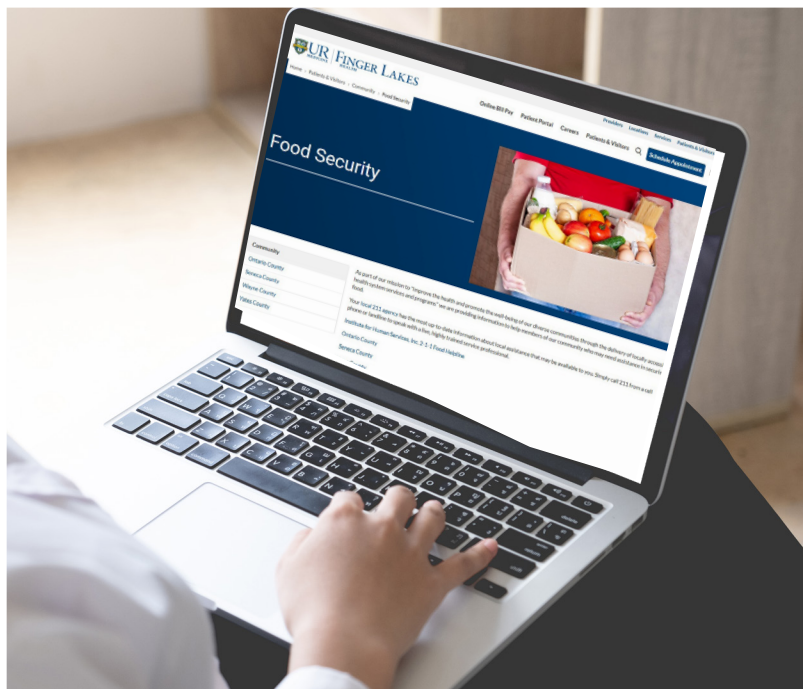 UR | FINGER LAKES
MEDICINE HEALTH
Providers Locations Services Patients & Visitors
Online Bill Pay Patient Portal Careers Patients & Visitors Schedule Appointment
Home Patients & Visitors Community Food Security
Food Security
Community
Ontario County
Seneca County
Wayne County
Yates County
As part of our mission to "improve the health and promote the well-being of our diverse communities through the delivery of locally accessi
health system services and programs" we are providing information to help members of our community who may need assistance in securi
food.
Your local 211 agency has the most up-to-date information about local assistance that may be available to you. Simply call 211 from a cell
phone or landline to speak with a live, highly trained service professional.
Institute for Human Services, Inc. 2-1-1 Food Helpline
Ontario County
Seneca County